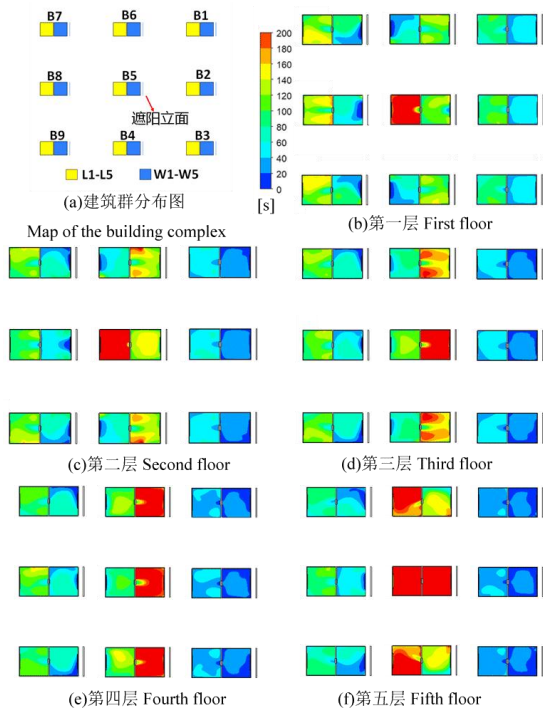 B7 B6 B1
B8 B5 B2
遮阳立面
B9 B4 B3
L1-L5 W1-W5
(a)建筑群分布图
Map of the building complex
200
180
160
140
120
100
80
60
40
20
0
[s]
(b)第一层 First floor
(c)第二层 Second floor
(d)第三层 Third floor
(e)第四层 Fourth floor
(f)第五层 Fifth floor